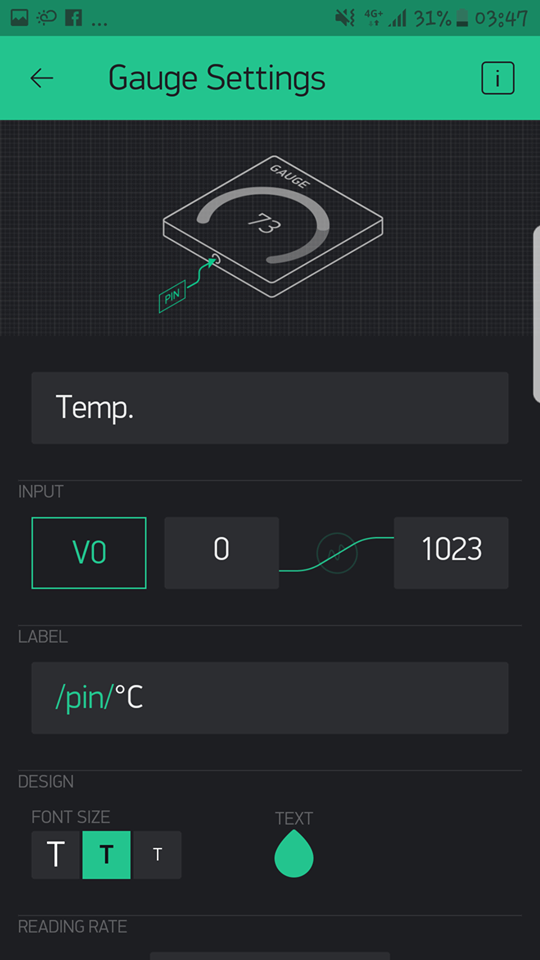 ... 4G+ 31% 03:47
Gauge Settings i
GAUGE
73
PIN
Temp.
INPUT
V0 0 1023
LABEL
/pin/°C
DESIGN
FONT SIZE TEXT
T T T
READING RATE